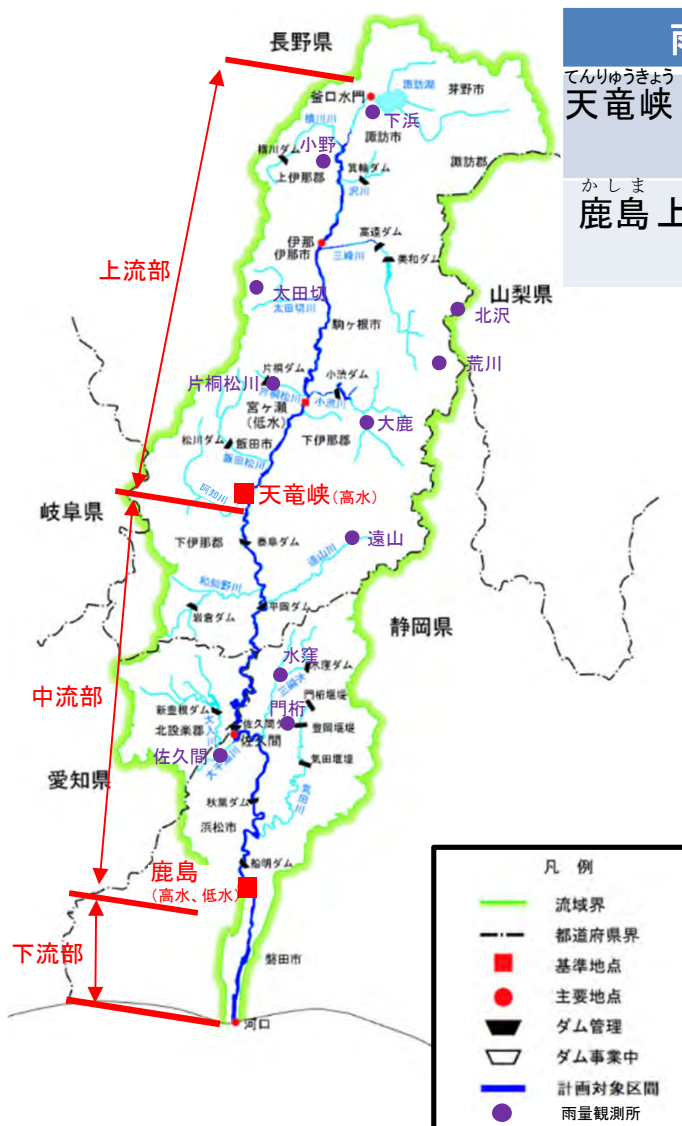 長野県
雨
てんりゅうきょう
天竜峡
かしま
鹿島上
釜口水門
諏訪湖
茅野市
下浜
横川川
小野
諏訪市
横川ダム
上伊那郡
箕輪ダム
沢川
諏訪郡
伊那
伊那市
高遠ダム
三峰川
美和ダム
上流部
太田切
太田切川
山梨県
北沢
駒ヶ根市
荒川
片桐ダム
小渋ダム
片桐松川
片桐松川
宮ヶ瀬
(低水)
小渋川
大鹿
松川ダム
飯田市
下伊那郡
飯田松川
阿知川
天竜峡(高水)
岐阜県
下伊那郡
泰阜ダム
遠山
遠山川
和知野川
岩倉ダム
平岡ダム
静岡県
水窪
水窪ダム
水窪川
中流部
門桁堰堤
新豊根ダム
門桁
北設楽郡
大入川
佐久間ダ
豊岡堰堤
佐久間
佐久間
大千瀬川
気田堰堤
愛知県
気田川
秋葉ダム
浜松市
船明ダム
鹿島
(高水、低水)
下流部
磐田市
河口
凡 例
流域界
都道府県界
基準地点
主要地点
ダム管理
ダム事業中
計画対象区間
雨量観測所